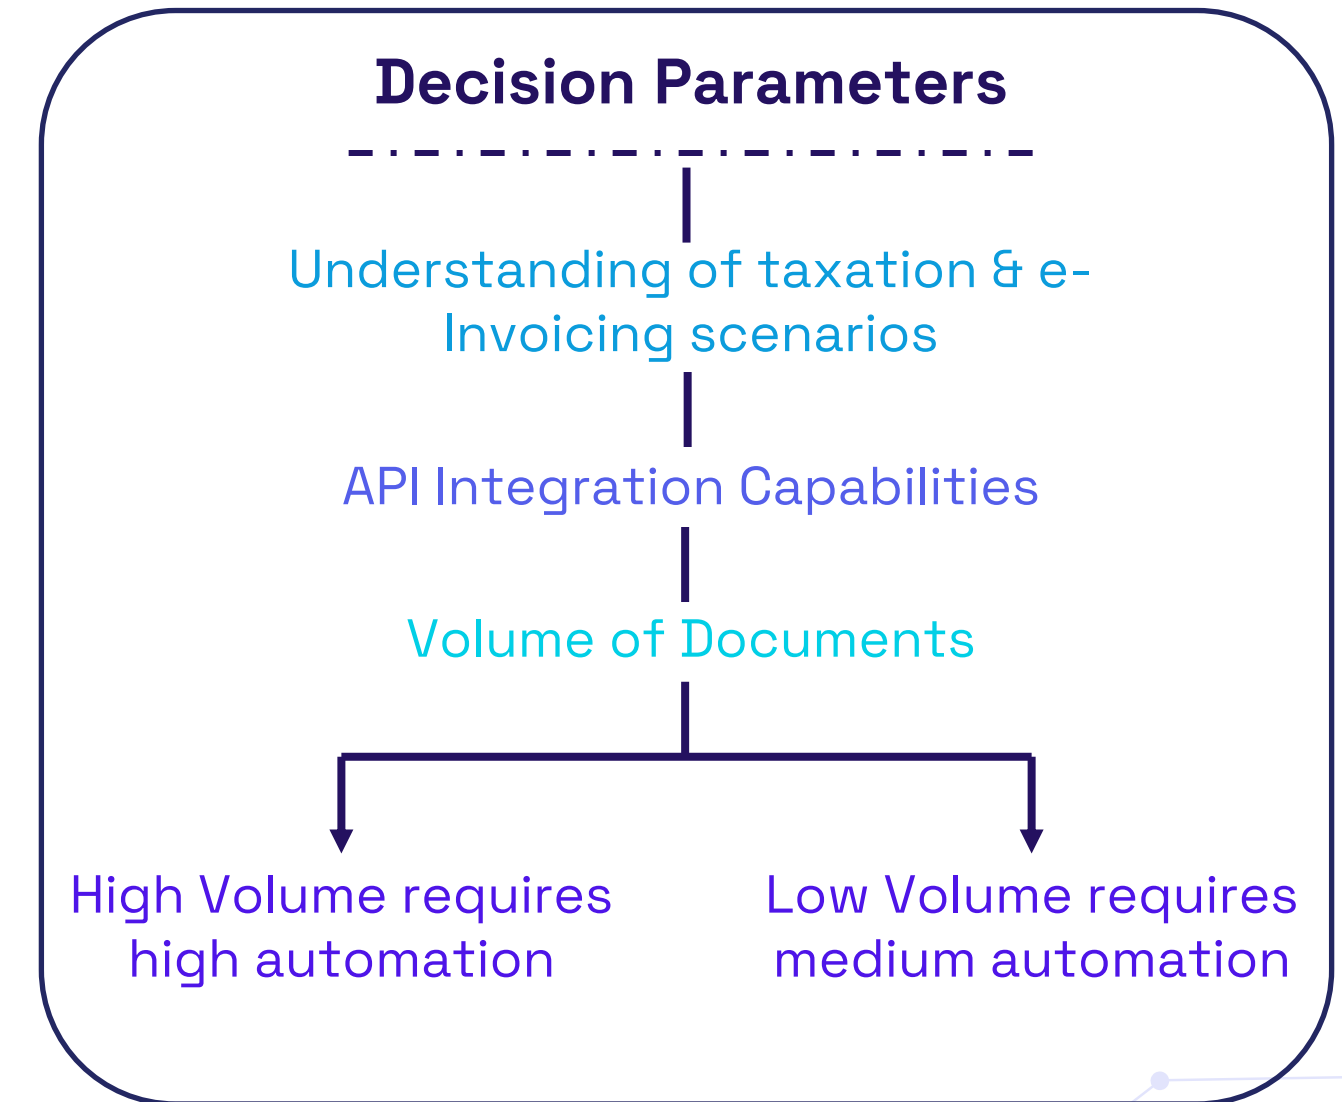 Decision Parameters
Understanding of taxation & e-
Invoicing scenarios
API Integration Capabilities
Volume of Documents
High Volume requires
high automation
Low Volume requires
medium automation